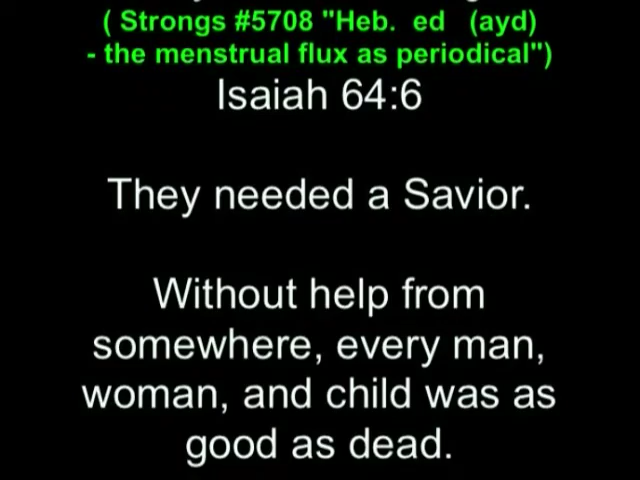 ( Strongs #5708 "Heb. ed (ayd)
- the menstrual flux as periodical")
Isaiah 64:6
They needed a Savior.
Without help from
somewhere, every man,
woman, and child was as
good as dead.